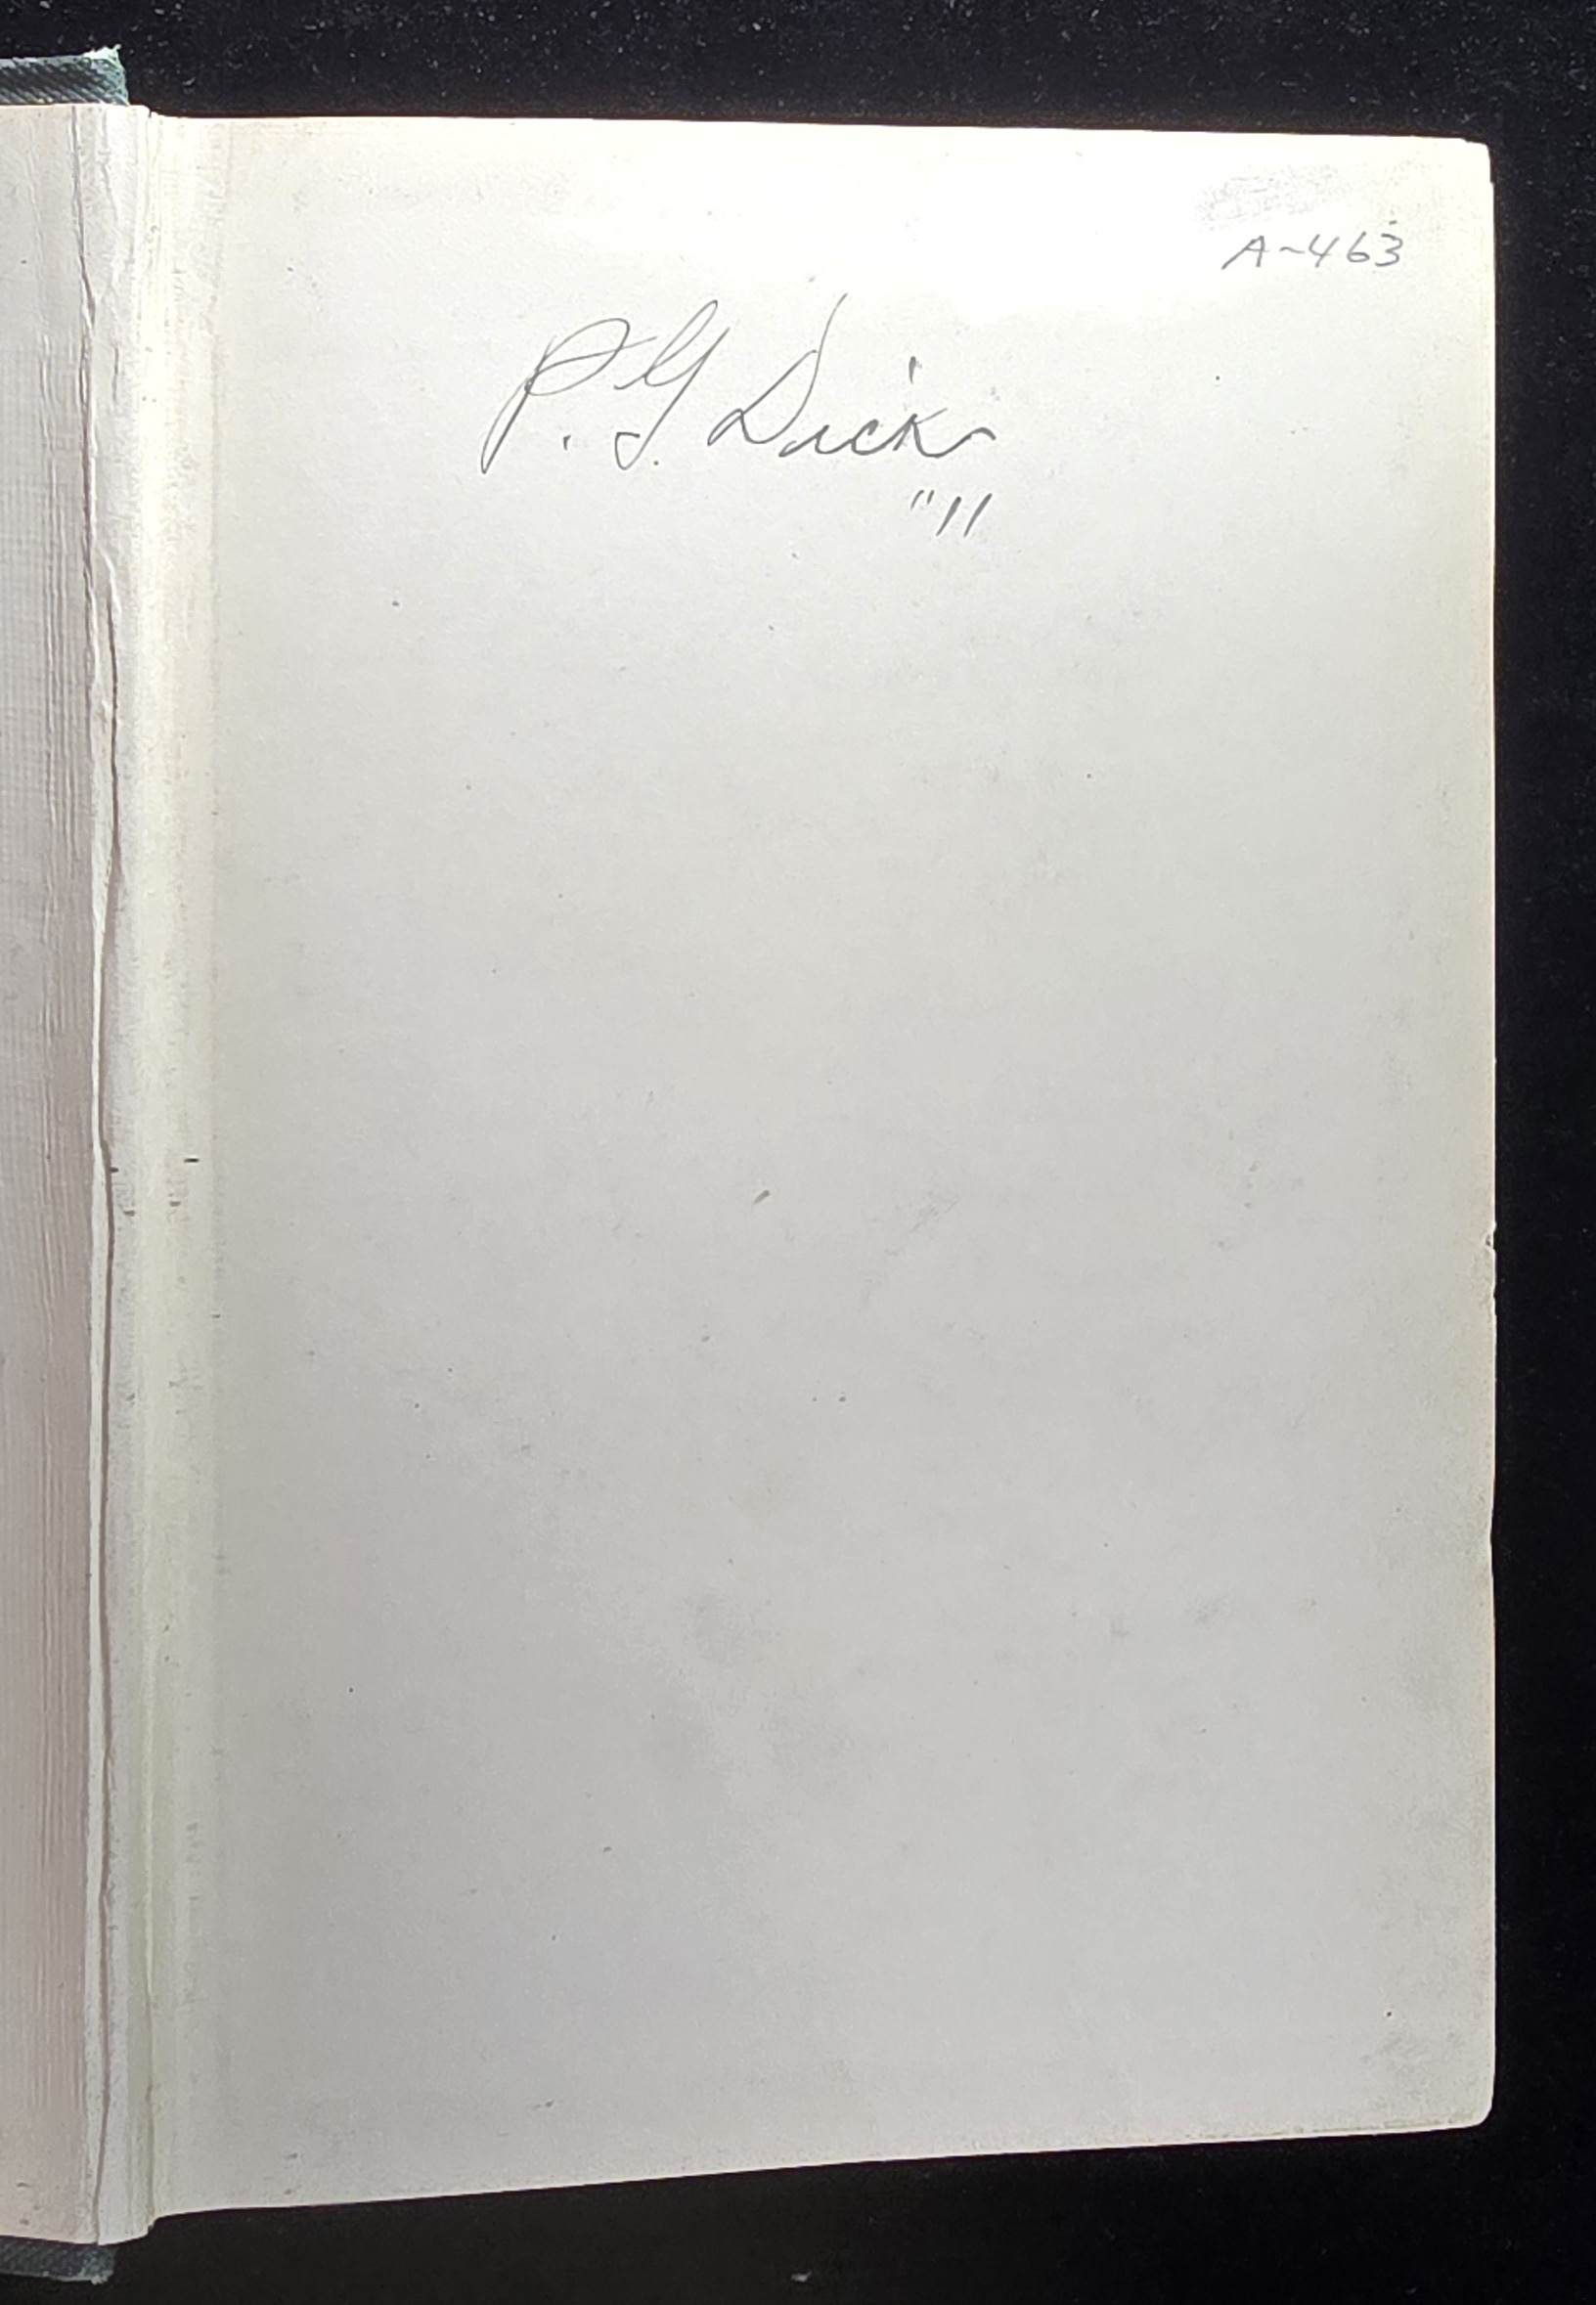 A-463
P. G. Dick
"11